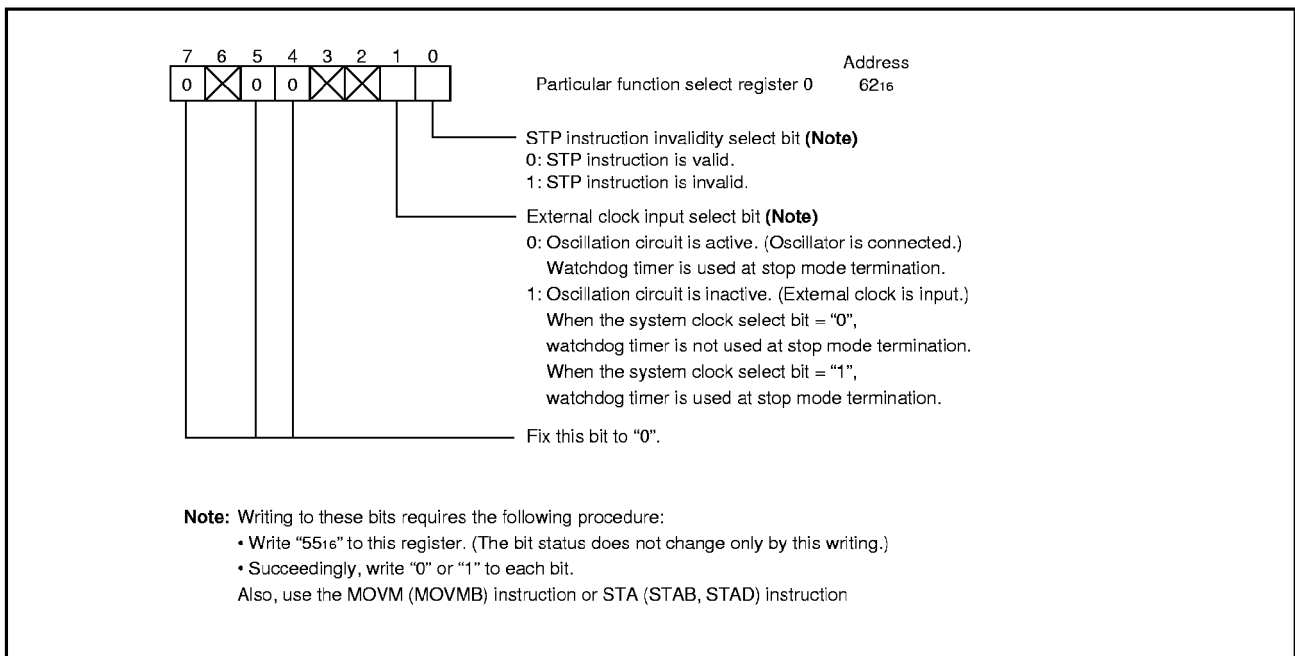 7 6 5 4 3 2 1 0
0 0 0
Address
Particular function select register 0 62₁₆
STP instruction invalidity select bit (Note)
0: STP instruction is valid.
1: STP instruction is invalid.
External clock input select bit (Note)
0: Oscillation circuit is active. (Oscillator is connected.)
Watchdog timer is used at stop mode termination.
1: Oscillation circuit is inactive. (External clock is input.)
When the system clock select bit = “0”,
watchdog timer is not used at stop mode termination.
When the system clock select bit = “1”,
watchdog timer is used at stop mode termination.
Fix this bit to “0”.
Note: Writing to these bits requires the following procedure:
• Write “55₁₆” to this register. (The bit status does not change only by this writing.)
• Succeedingly, write “0” or “1” to each bit.
Also, use the MOVM (MOVMB) instruction or STA (STAB, STAD) instruction